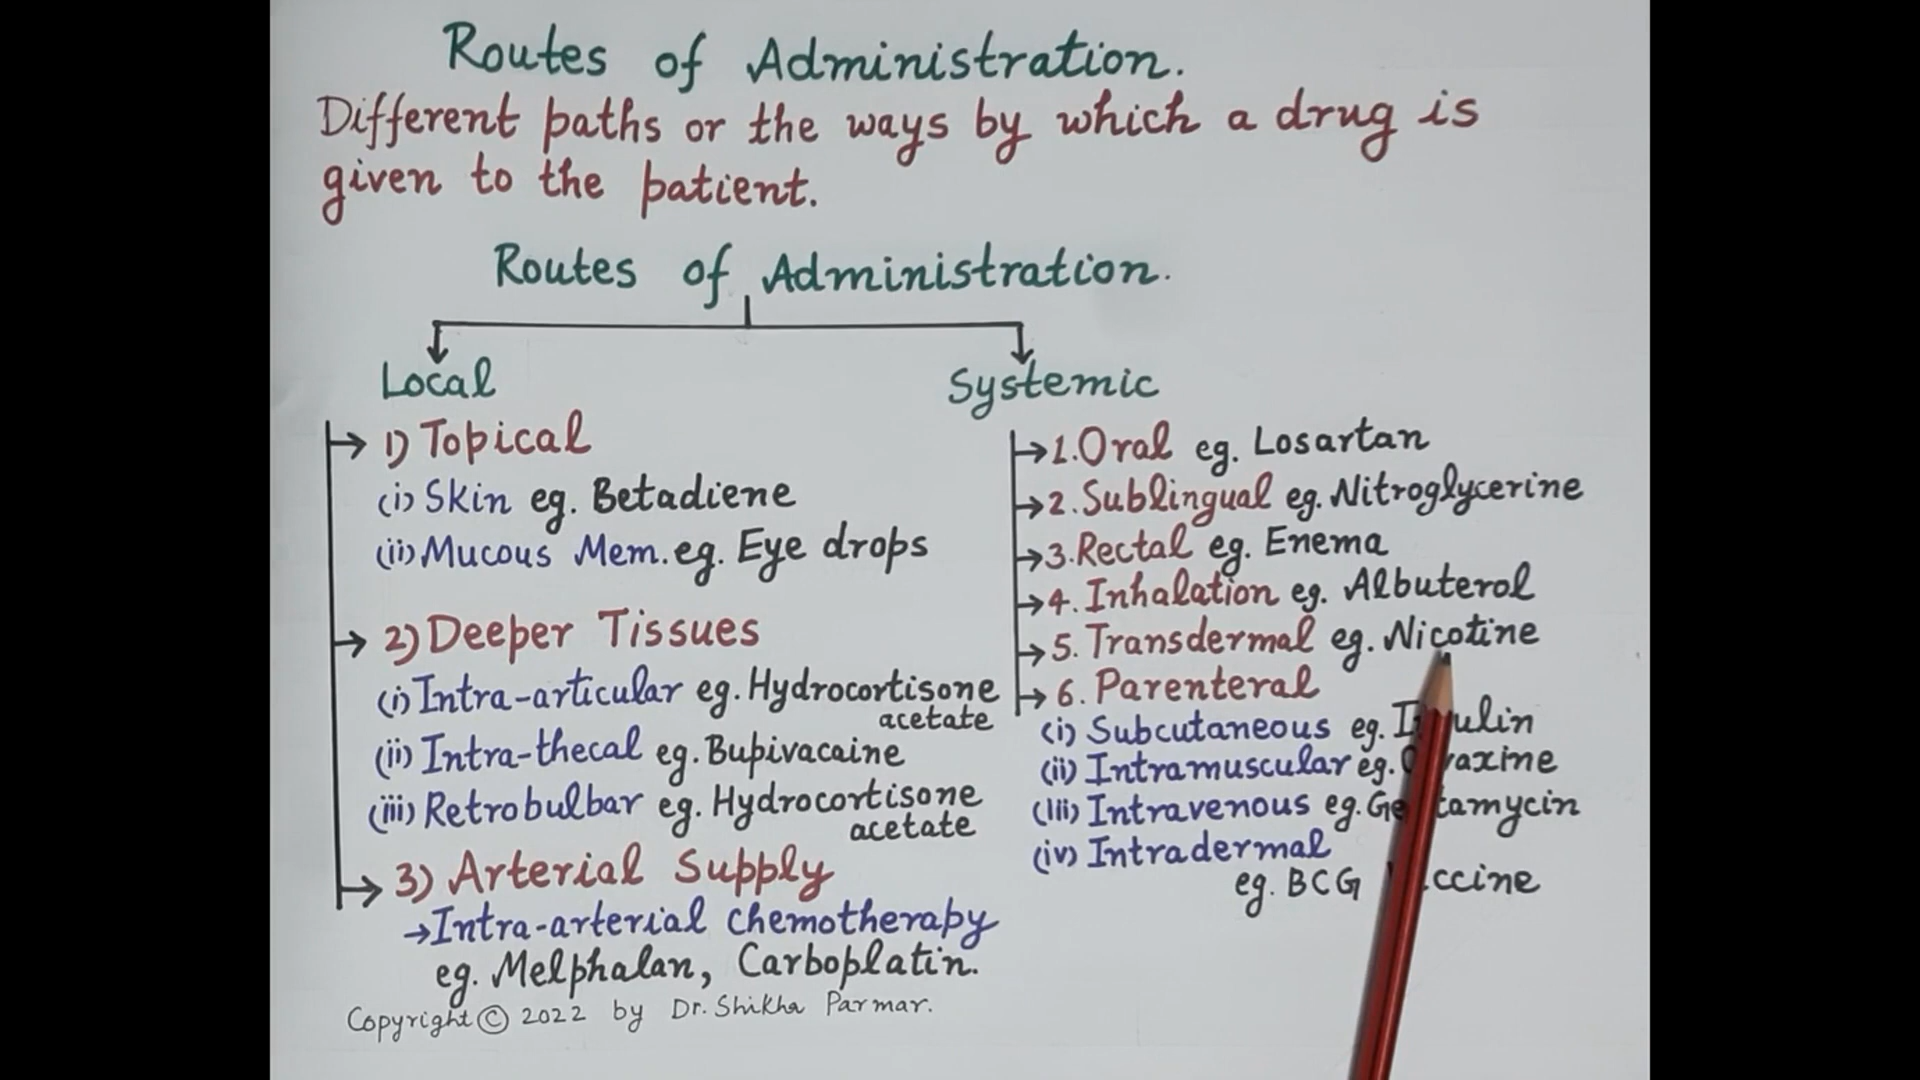 Routes of Administration.
Different paths or the ways by which a drug is
given to the patient.
Routes of Administration.
Local
1) Topical
(i) Skin eg. Betadiene
(ii) Mucous Mem. eg. Eye drops
2) Deeper Tissues
(i) Intra-articular eg. Hydrocortisone
acetate
(ii) Intra-thecal eg. Bupivacaine
(iii) Retrobulbar eg. Hydrocortisone
acetate
3) Arterial Supply
→Intra-arterial chemotherapy
eg. Melphalan, Carboplatin.
Systemic
1. Oral eg. Losartan
2. Sublingual eg. Nitroglycerine
3. Rectal eg. Enema
4. Inhalation eg. Albuterol
5. Transdermal eg. Nicotine
6. Parenteral
(i) Subcutaneous eg.
(ii) Intramuscular eg.
(iii) Intravenous eg.
(iv) Intradermal
eg. BCG
Copyright © 2022 by Dr. Shikha Parmar.